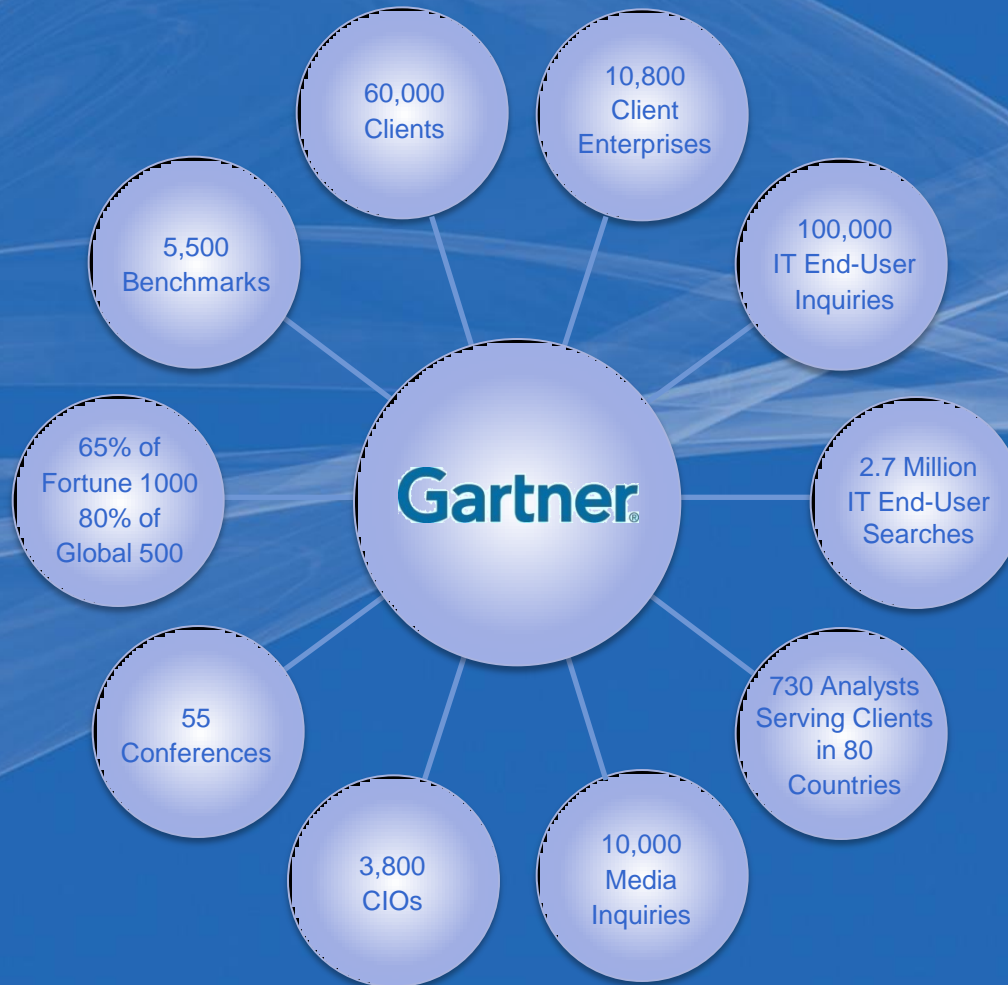 60,000
Clients
10,800
Client
Enterprises
5,500
Benchmarks
100,000
IT End-User
Inquiries
65% of
Fortune 1000
80% of
Global 500
Gartner®
2.7 Million
IT End-User
Searches
55
Conferences
730 Analysts
Serving Clients
in 80
Countries
3,800
CIOs
10,000
Media
Inquiries